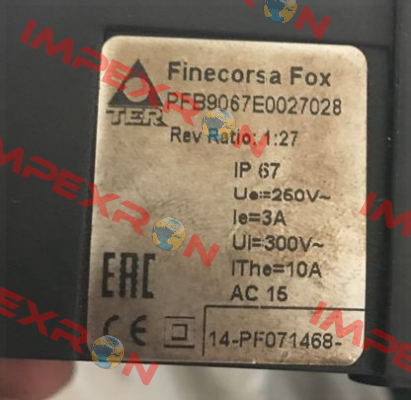 Finecorsa Fox
PFB9067E0027028
TER
Rev Ratio: 1:27
IP 67
Ue=250V~
Ie=3A
Ui=300V~
IThe=10A
AC 15
EAC
CE
14-PF071468-
IMPEXRON
IMPEXRON
IMPEXRON